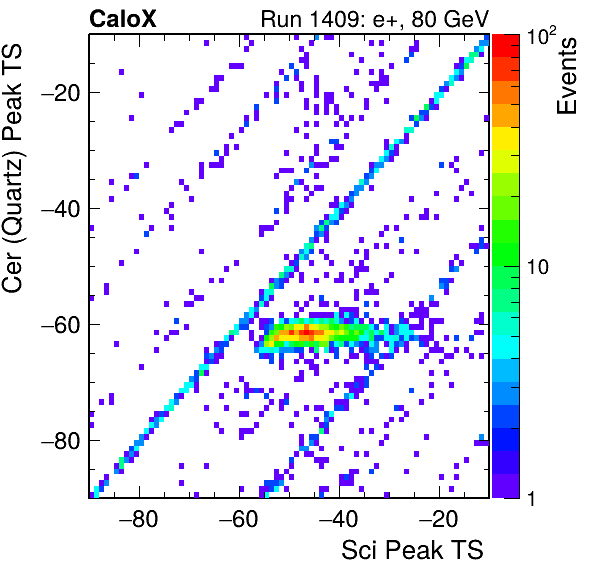 CaloX Run 1409: e+, 80 GeV
Cer (Quartz) Peak TS
−20
−40
−60
−80
−80 −60 −40 −20
Sci Peak TS
10²
10
1
Events